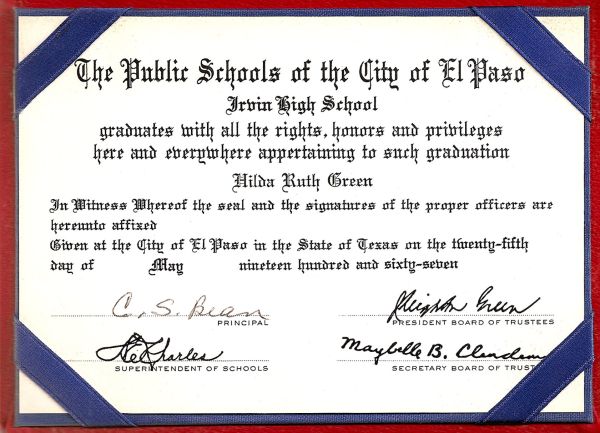 The Public Schools of the City of El Paso
Irvin High School
graduates with all the rights, honors and privileges
here and everywhere appertaining to such graduation
Hilda Ruth Green
In Witness Whereof the seal and the signatures of the proper officers are
hereunto affixed
Given at the City of El Paso in the State of Texas on the twenty-fifth
day of May nineteen hundred and sixty-seven
C. S. Bean Green
PRINCIPAL PRESIDENT BOARD OF TRUSTEES
Maybelle B.
SUPERINTENDENT OF SCHOOLS SECRETARY BOARD OF TRUST